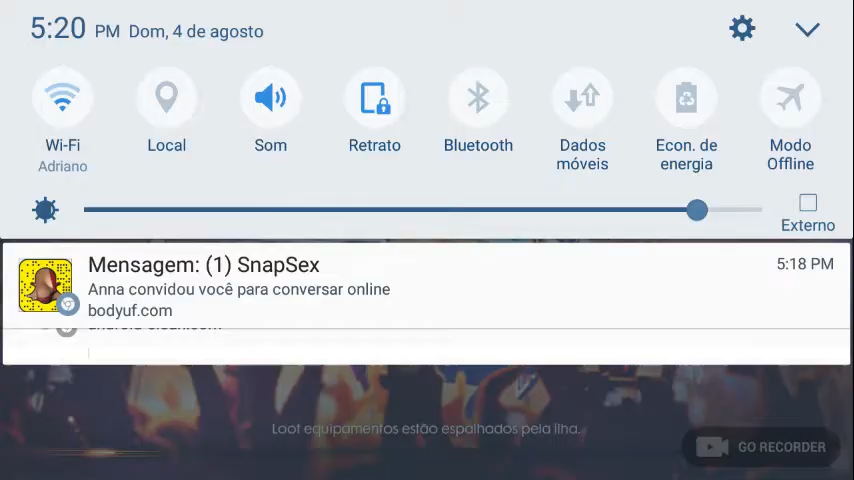 5:20 PM Dom, 4 de agosto
Wi-Fi
Adriano
Local
Som
Retrato
Bluetooth
Dados
móveis
Econ. de
energia
Modo
Offline
Externo
Mensagem: (1) SnapSex
5:18 PM
Anna convidou você para conversar online
bodyuf.com
Loot equipamentos estão espalhados pela ilha.
GO RECORDER